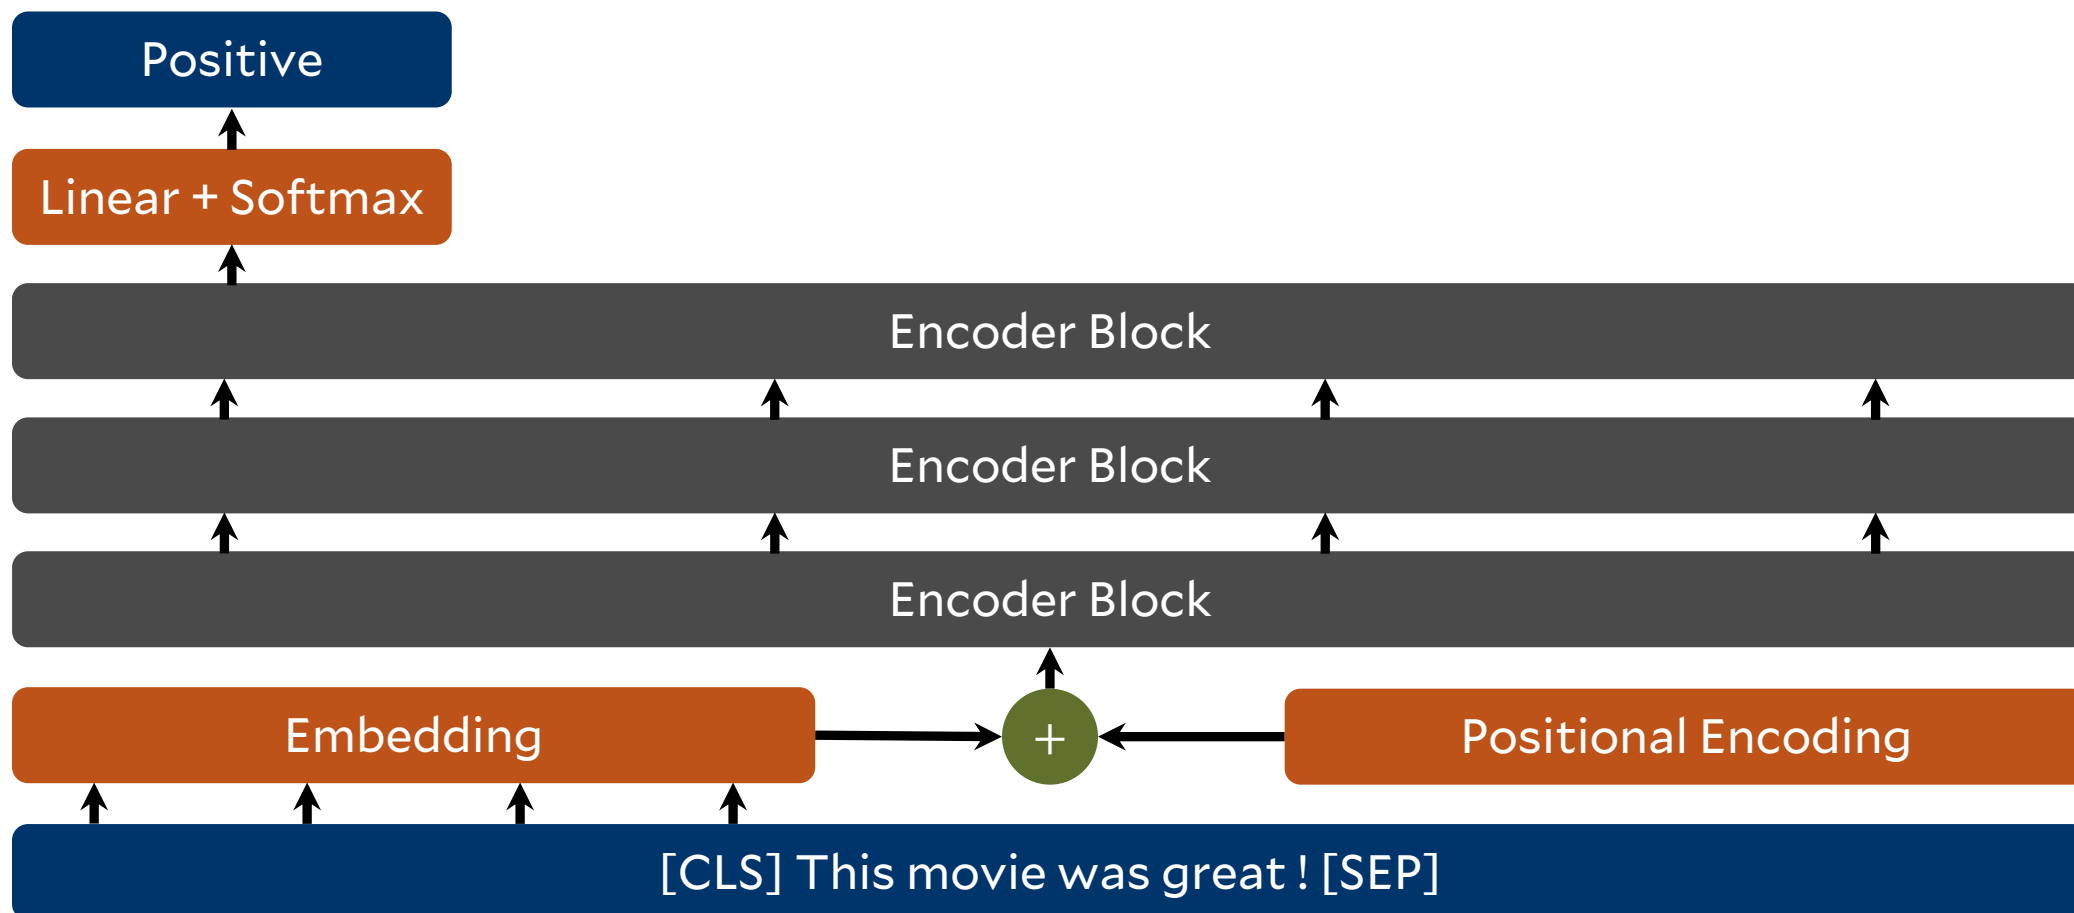 Positive
Linear + Softmax
Encoder Block
Encoder Block
Encoder Block
Embedding
+
Positional Encoding
[CLS] This movie was great ! [SEP]